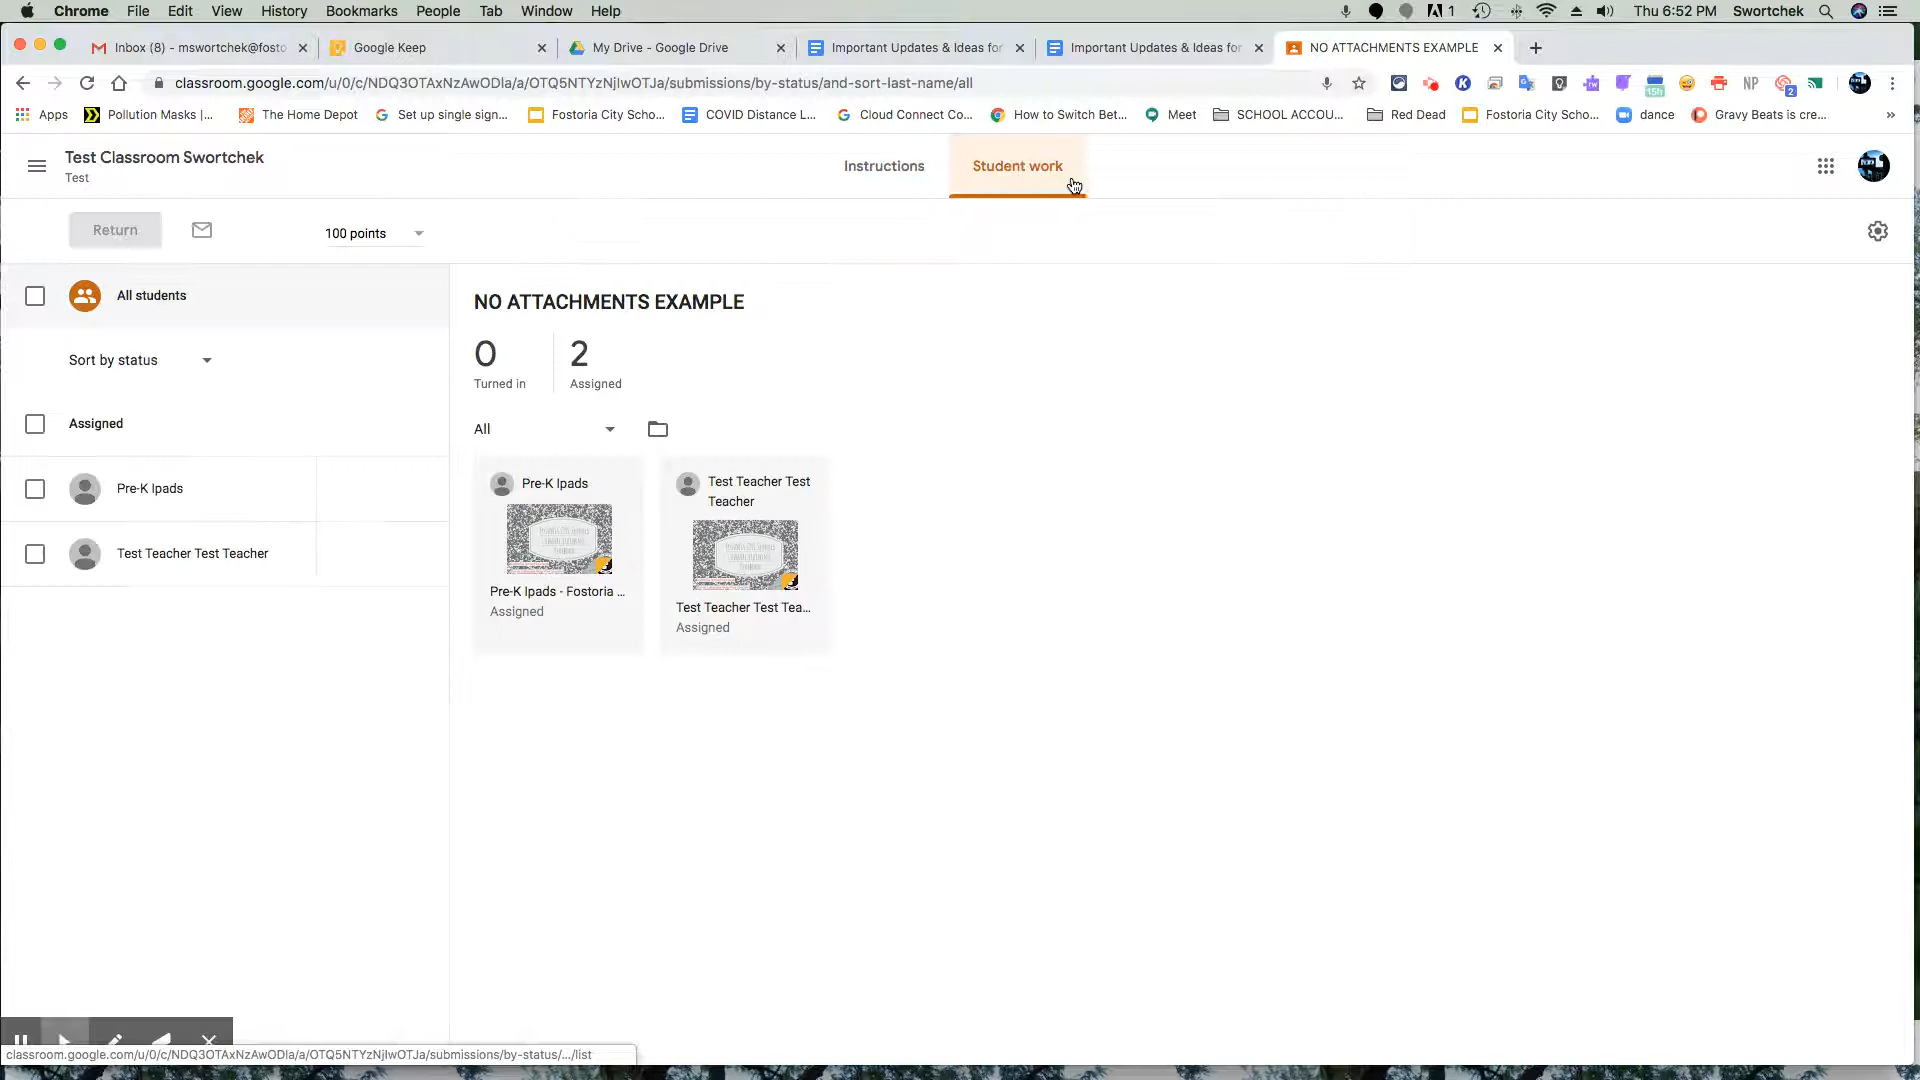 Chrome File Edit View History Bookmarks People Tab Window Help 1 Thu 6:52 PM Swortchek
Inbox (8) - mswortchek@fosto Google Keep My Drive - Google Drive Important Updates & Ideas for Important Updates & Ideas for NO ATTACHMENTS EXAMPLE
classroom.google.com/u/0/c/NDQ3OTAxNzAwODla/a/OTQ5NTYzNjIwOTJa/submissions/by-status/and-sort-last-name/all K 15h NP 2
Apps Pollution Masks |... The Home Depot Set up single sign... Fostoria City Scho... COVID Distance L... Cloud Connect Co... How to Switch Bet... Meet SCHOOL ACCOU... Red Dead Fostoria City Scho... dance Gravy Beats is cre... »
Test Classroom Swortchek
Test
Instructions Student work
Return 100 points
All students
NO ATTACHMENTS EXAMPLE
0 2
Turned in Assigned
Sort by status
Assigned
All
Pre-K Ipads
Test Teacher Test Teacher
Pre-K Ipads
Pre-K Ipads - Fostoria ...
Assigned
Test Teacher Test
Teacher
Test Teacher Test Tea...
Assigned
classroom.google.com/u/0/c/NDQ3OTAxNzAwODla/a/OTQ5NTYzNjIwOTJa/submissions/by-status/.../list